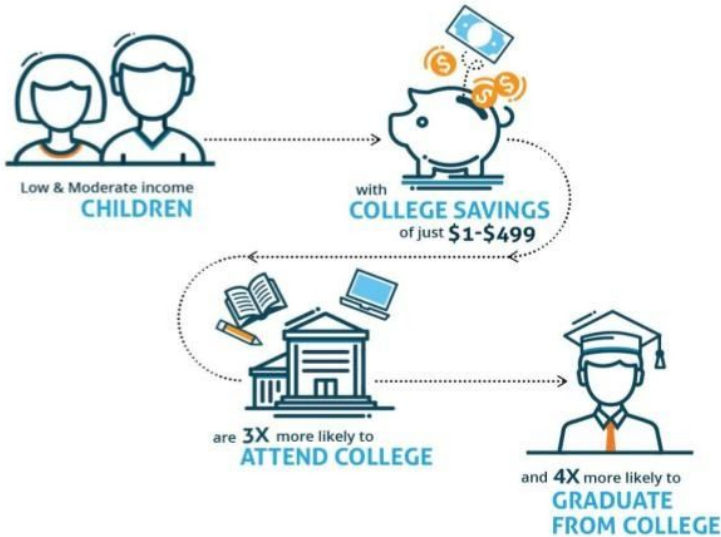 Low & Moderate income
CHILDREN
with
COLLEGE SAVINGS
of just $1-$499
are 3X more likely to
ATTEND COLLEGE
and 4X more likely to
GRADUATE
FROM COLLEGE